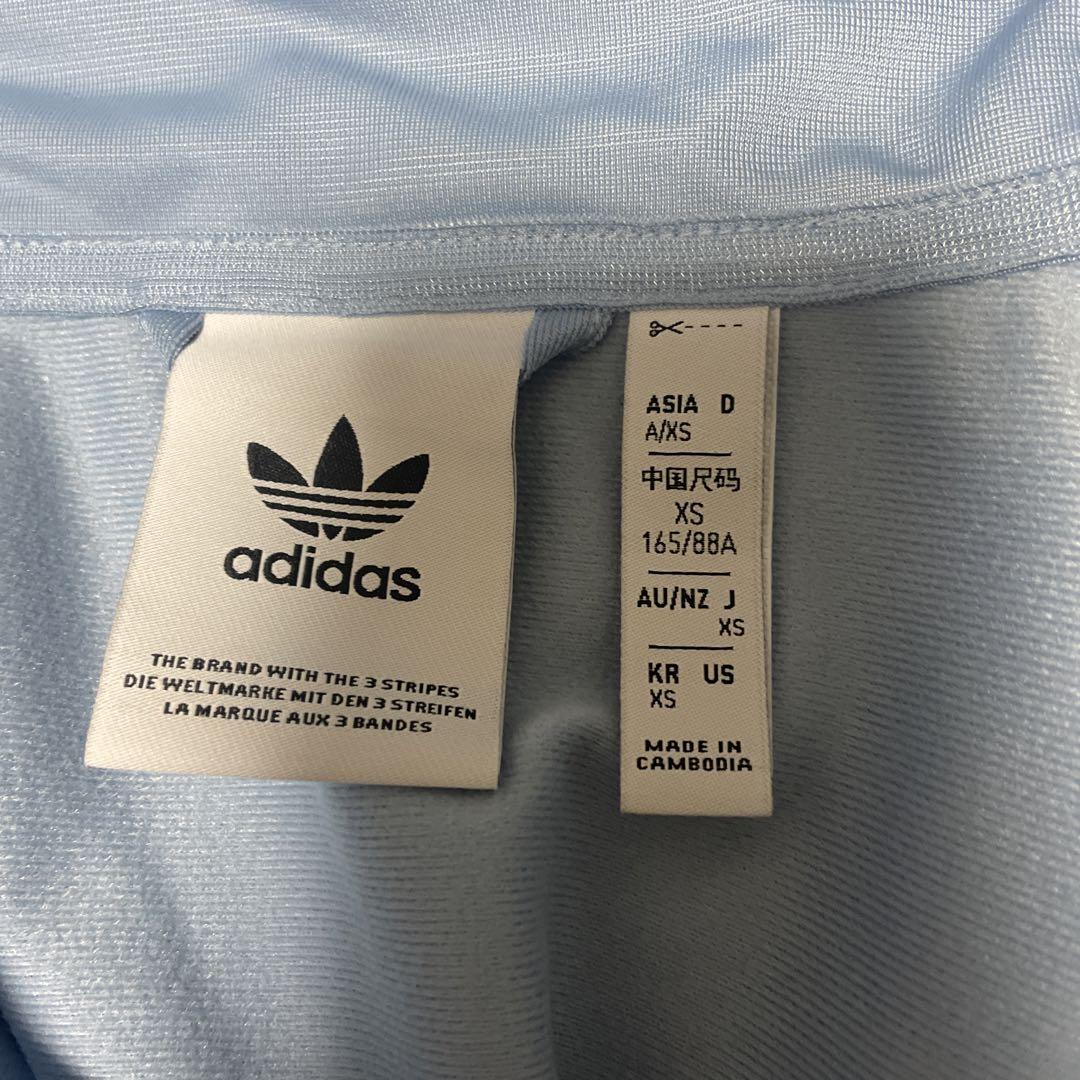 adidas
THE BRAND WITH THE 3 STRIPES
DIE WELTMARKE MIT DEN 3 STREIFEN
LA MARQUE AUX 3 BANDES
ASIA D
A/XS
中国尺码
XS
165/88A
AU/NZ J
XS
KR US
XS
MADE IN
CAMBODIA